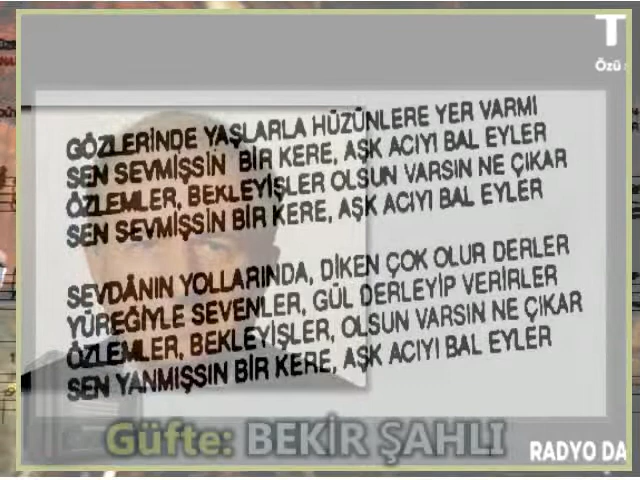 GÖZLERİNDE YAŞLARLA HÜZÜNLERE YER VARMI
SEN SEVMİŞSİN BİR KERE, AŞK ACIYI BAL EYLER
ÖZLEMLER, BEKLEYİŞLER OLSUN VARSIN NE ÇIKAR
SEN SEVMİŞSİN BİR KERE, AŞK ACIYI BAL EYLER
SEVDÂNIN YOLLARINDA, DİKEN ÇOK OLUR DERLER
YÜREĞİYLE SEVENLER, GÜL DERLEYİP VERİRLER
ÖZLEMLER, BEKLEYİŞLER, OLSUN VARSIN NE ÇIKAR
SEN YANMIŞSIN BİR KERE, AŞK ACIYI BAL EYLER
Güfte: BEKİR ŞAHLI
T
Özü
RADYO DA